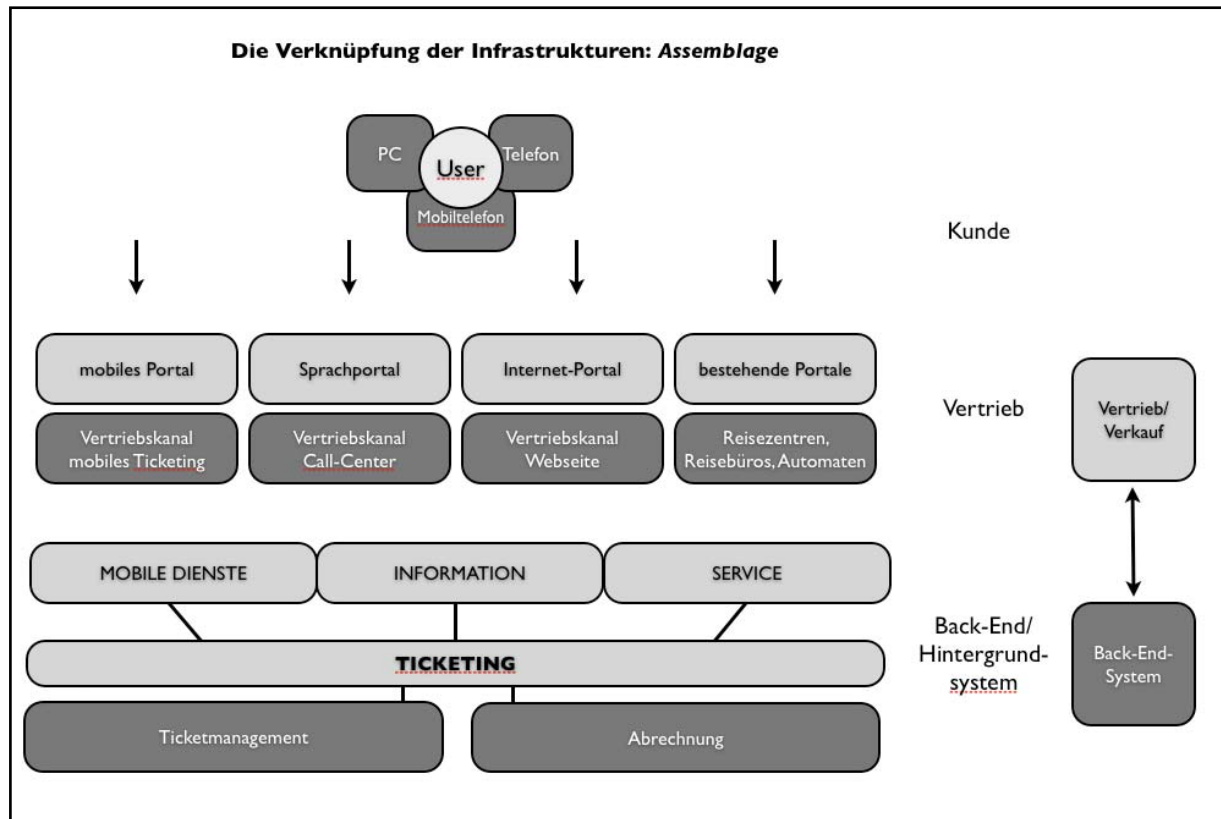 Die Verknüpfung der Infrastrukturen: Assemblage
PC
User
Telefon
Mobiltelefon
Kunde
mobiles Portal
Sprachportal
Internet-Portal
bestehende Portale
Vertriebskanal
mobiles Ticketing
Vertriebskanal
Call-Center
Vertriebskanal
Webseite
Reisezentren,
Reisebüros, Automaten
Vertrieb
Vertrieb/
Verkauf
MOBILE DIENSTE
INFORMATION
SERVICE
TICKETING
Ticketmanagement
Abrechnung
Back-End/
Hintergrund-
system
Back-End-
System